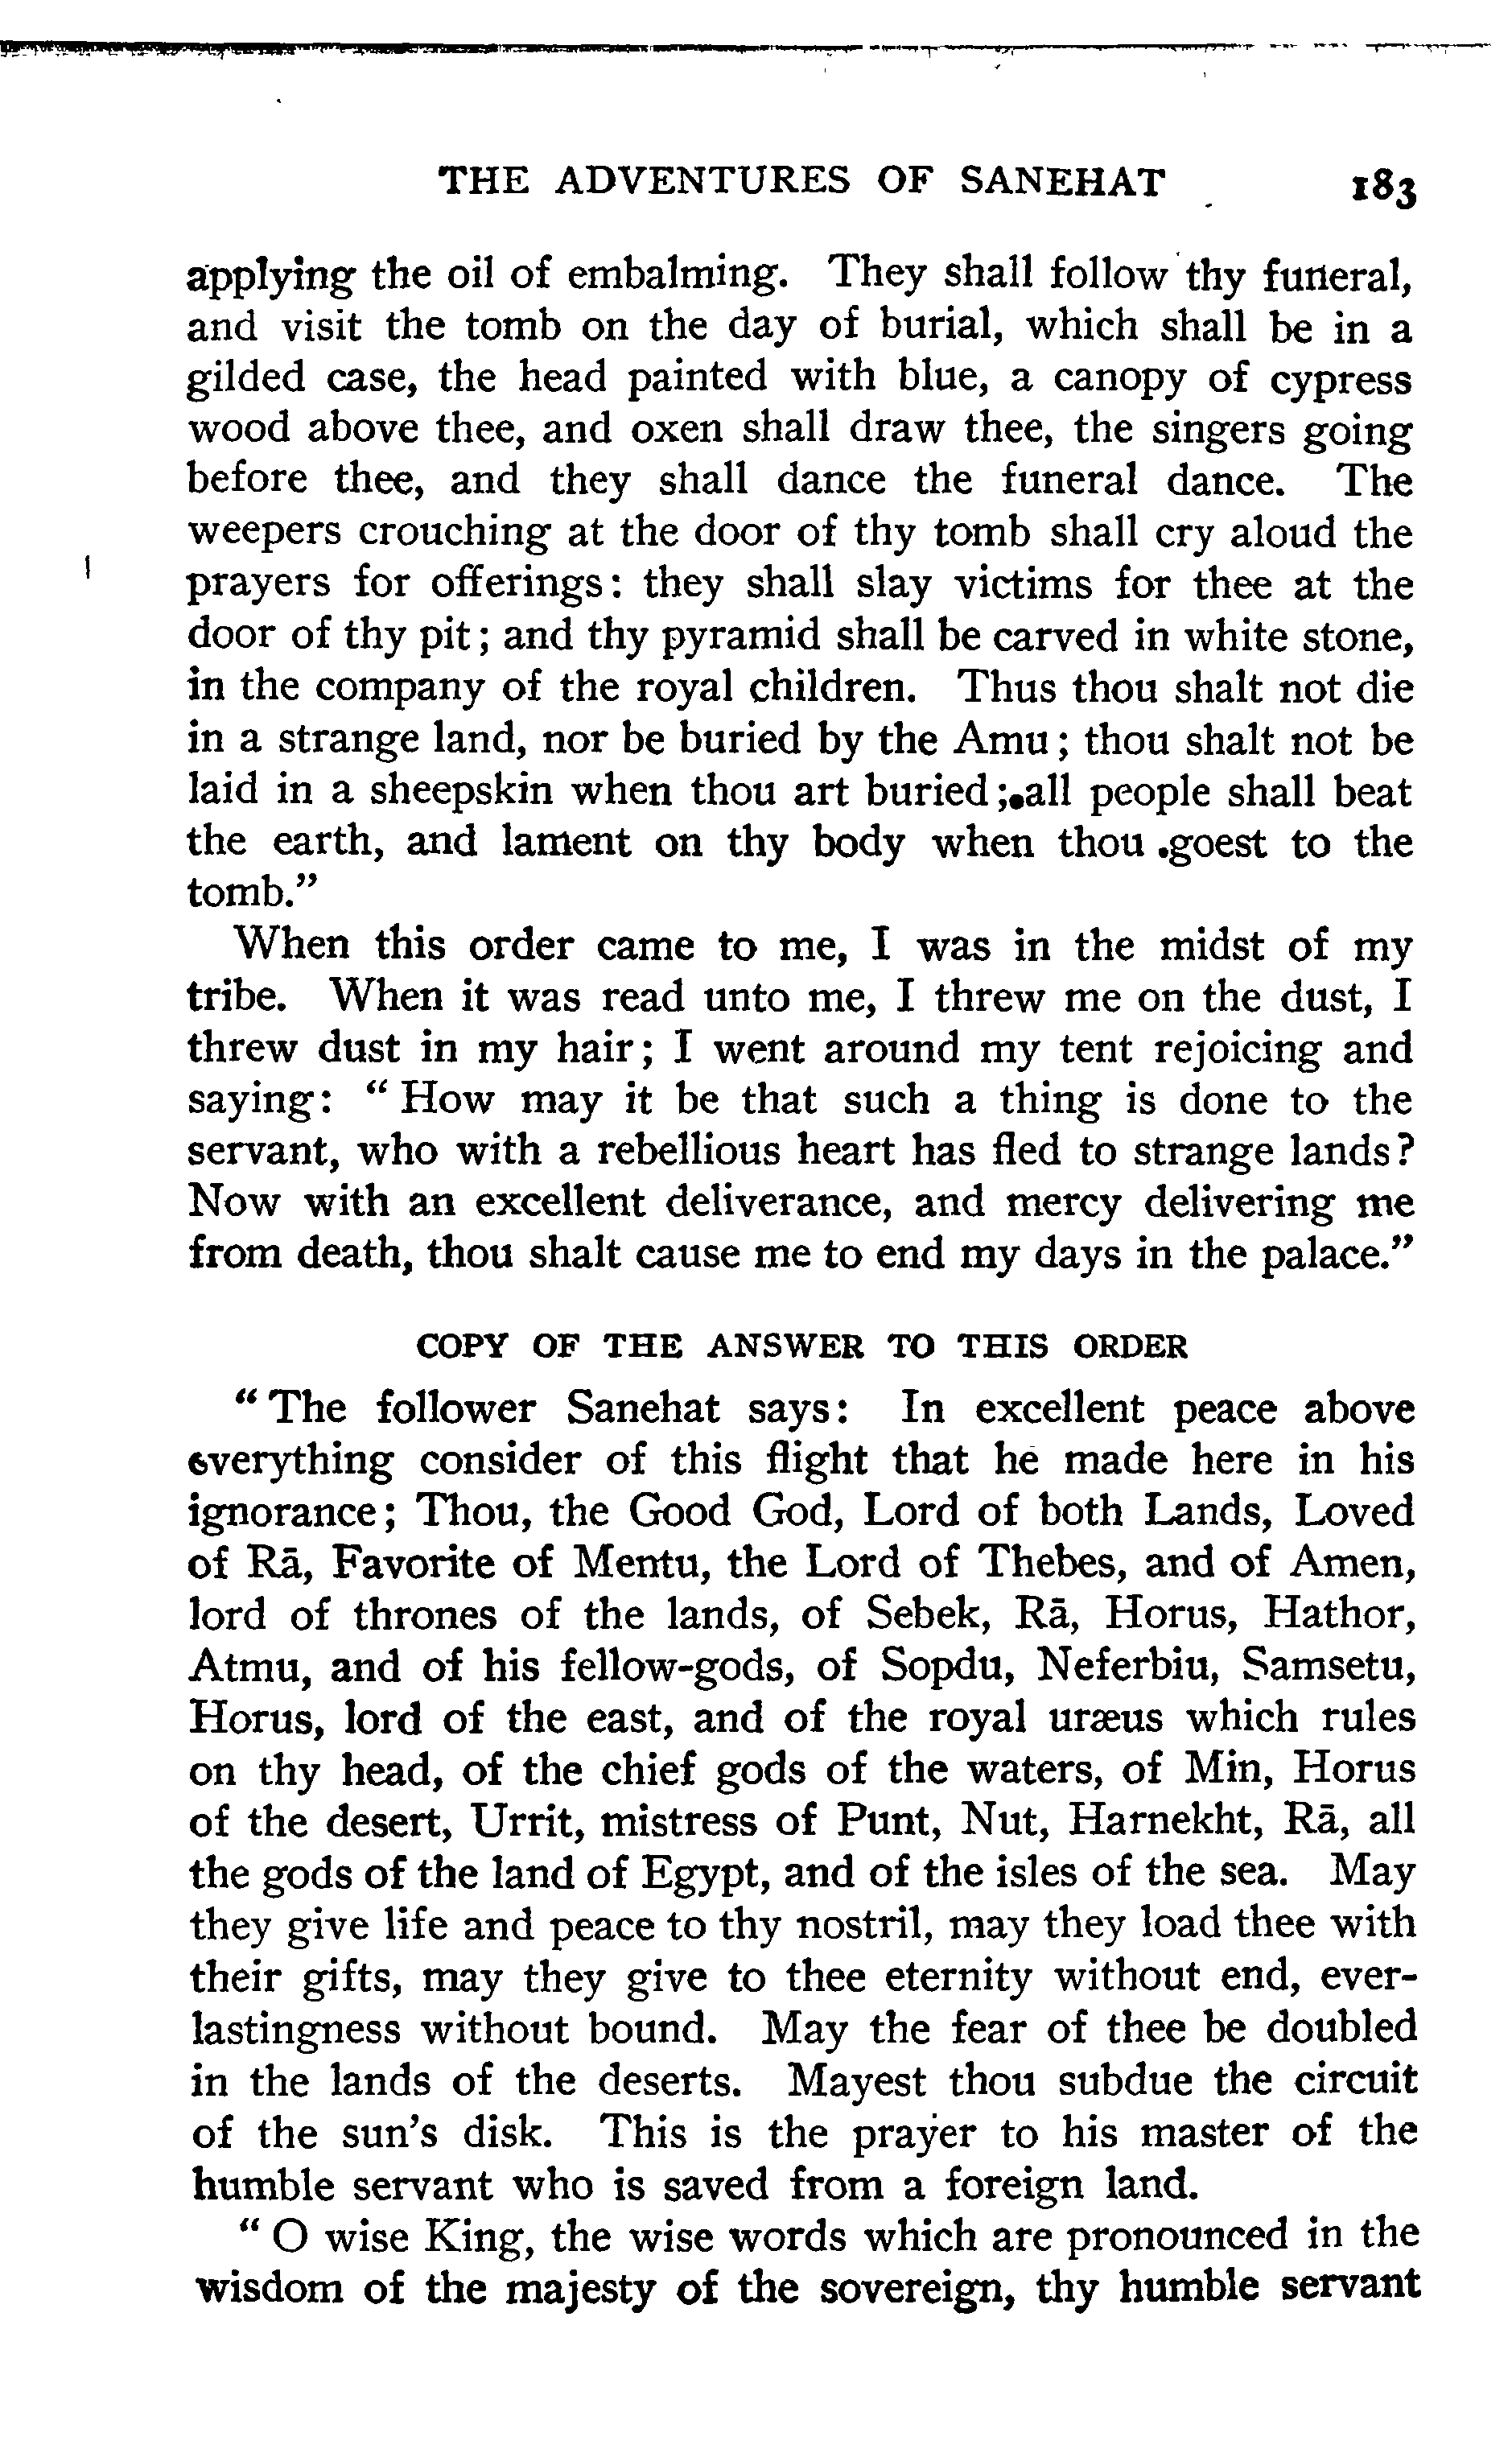 THE ADVENTURES OF SANEHAT 183
applying the oil of embalming. They shall follow thy funeral,
and visit the tomb on the day of burial, which shall be in a
gilded case, the head painted with blue, a canopy of cypress
wood above thee, and oxen shall draw thee, the singers going
before thee, and they shall dance the funeral dance. The
weepers crouching at the door of thy tomb shall cry aloud the
prayers for offerings: they shall slay victims for thee at the
door of thy pit; and thy pyramid shall be carved in white stone,
in the company of the royal children. Thus thou shalt not die
in a strange land, nor be buried by the Amu; thou shalt not be
laid in a sheepskin when thou art buried; all people shall beat
the earth, and lament on thy body when thou goest to the
tomb."
When this order came to me, I was in the midst of my
tribe. When it was read unto me, I threw me on the dust, I
threw dust in my hair; I went around my tent rejoicing and
saying: "How may it be that such a thing is done to the
servant, who with a rebellious heart has fled to strange lands?
Now with an excellent deliverance, and mercy delivering me
from death, thou shalt cause me to end my days in the palace."
COPY OF THE ANSWER TO THIS ORDER
"The follower Sanehat says: In excellent peace above
everything consider of this flight that he made here in his
ignorance; Thou, the Good God, Lord of both Lands, Loved
of Rā, Favorite of Mentu, the Lord of Thebes, and of Amen,
lord of thrones of the lands, of Sebek, Rā, Horus, Hathor,
Atmu, and of his fellow-gods, of Sopdu, Neferbiu, Samsetu,
Horus, lord of the east, and of the royal uræus which rules
on thy head, of the chief gods of the waters, of Min, Horus
of the desert, Urrit, mistress of Punt, Nut, Harnekht, Rā, all
the gods of the land of Egypt, and of the isles of the sea. May
they give life and peace to thy nostril, may they load thee with
their gifts, may they give to thee eternity without end, ever-
lastingness without bound. May the fear of thee be doubled
in the lands of the deserts. Mayest thou subdue the circuit
of the sun's disk. This is the prayer to his master of the
humble servant who is saved from a foreign land.
"O wise King, the wise words which are pronounced in the
wisdom of the majesty of the sovereign, thy humble servant